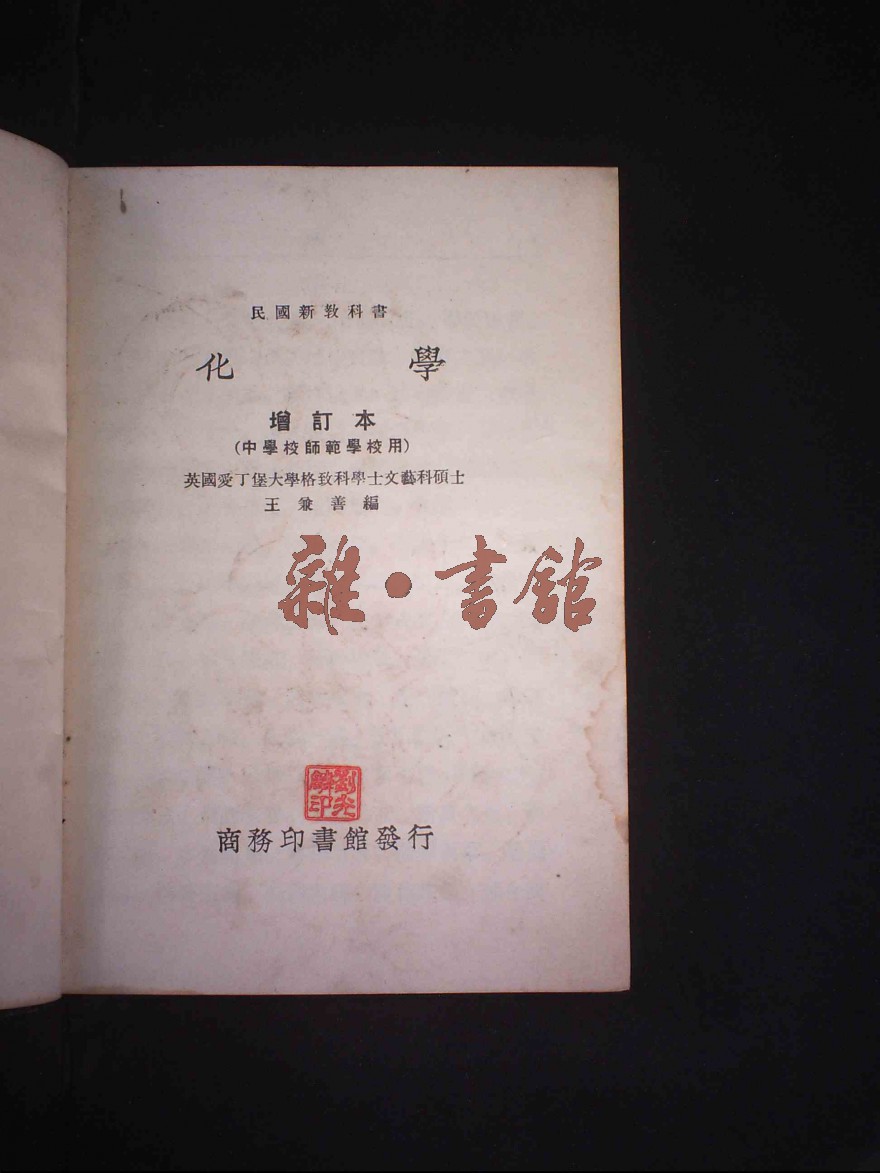 民國新教科書
化學
增訂本
(中學校師範學校用)
英國愛丁堡大學格致科學士文藝科碩士
王兼善編
雜·書館
劉光
麟印
商務印書館發行